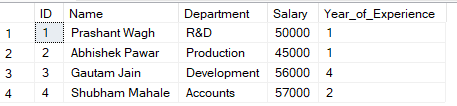 ID Name Department Salary Year_of_Experience
1 1 Prashant Wagh R&D 50000 1
2 2 Abhishek Pawar Production 45000 1
3 3 Gautam Jain Development 56000 4
4 4 Shubham Mahale Accounts 57000 2